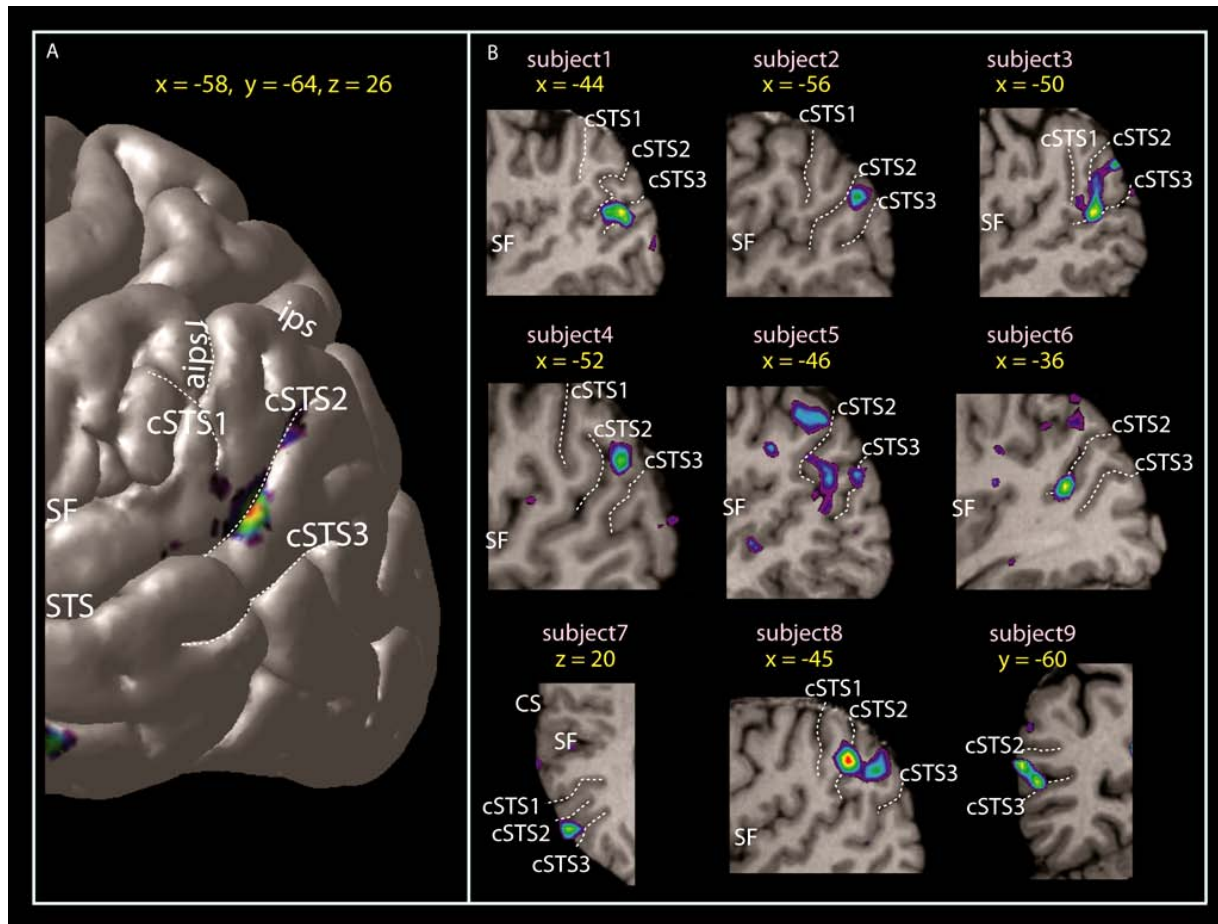 A
x = -58, y = -64, z = 26
ips
aipsJ
cSTS2
cSTS1
SF
cSTS3
STS
B
subject1
x = -44
cSTS1
cSTS2
cSTS3
SF
subject2
x = -56
cSTS1
cSTS2
cSTS3
SF
subject3
x = -50
cSTS1
cSTS2
cSTS3
SF
subject4
x = -52
cSTS1
cSTS2
cSTS3
SF
subject5
x = -46
cSTS2
cSTS3
SF
subject6
x = -36
cSTS2
cSTS3
SF
subject7
z = 20
CS
SF
cSTS1
cSTS2
cSTS3
subject8
x = -45
cSTS1
cSTS2
cSTS3
SF
subject9
y = -60
cSTS2
cSTS3